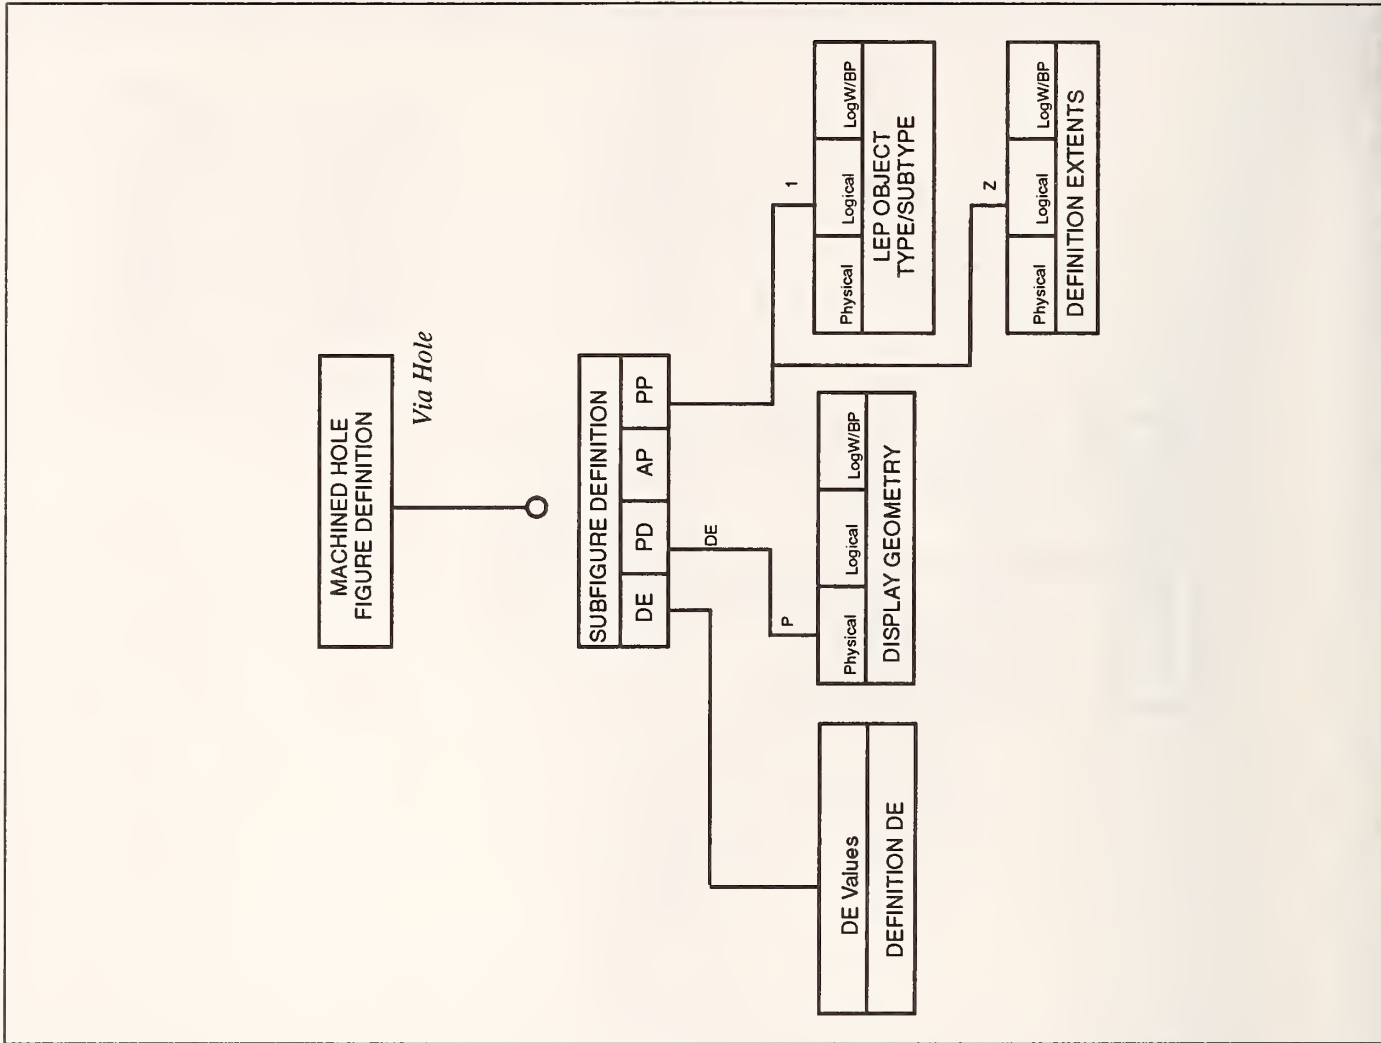 MACHINED HOLE
FIGURE DEFINITION
Via Hole
SUBFIGURE DEFINITION
DE
PD
AP
PP
DE
P
1
Z
DE Values
DEFINITION DE
Physical
Logical
LogW/BP
DISPLAY GEOMETRY
Physical
Logical
LogW/BP
LEP OBJECT
TYPE/SUBTYPE
Physical
Logical
LogW/BP
DEFINITION EXTENTS